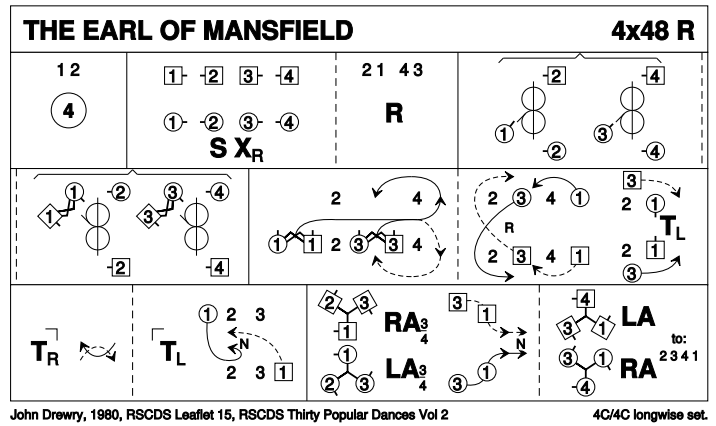 THE EARL OF MANSFIELD 4x48 R
1 2
4
1 2 3 4
1 2 3 4
S XR
2 1 4 3
R
2 4
1 3
2 4
1 2 3 4
1 3
2 4
2 4
1 1 2 3 3 4
2 3 4 1
R
2 3 4 1
3
2 1
TL
2 1
3
TR
TL
1 2 3
N
2 3 1
2 3
1
RA 3/4
1
2 3
LA 3/4
3
1
N
3 1
4
3 1
LA
to:
2 3 4 1
3 1
4
RA
John Drewry, 1980, RSCDS Leaflet 15, RSCDS Thirty Popular Dances Vol 2 4C/4C longwise set.